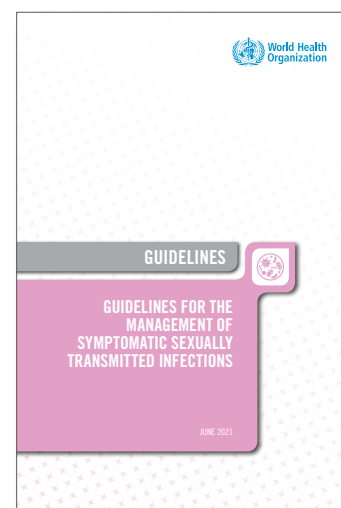 World Health
Organization
GUIDELINES
GUIDELINES FOR THE
MANAGEMENT OF
SYMPTOMATIC SEXUALLY
TRANSMITTED INFECTIONS
JUNE 2021